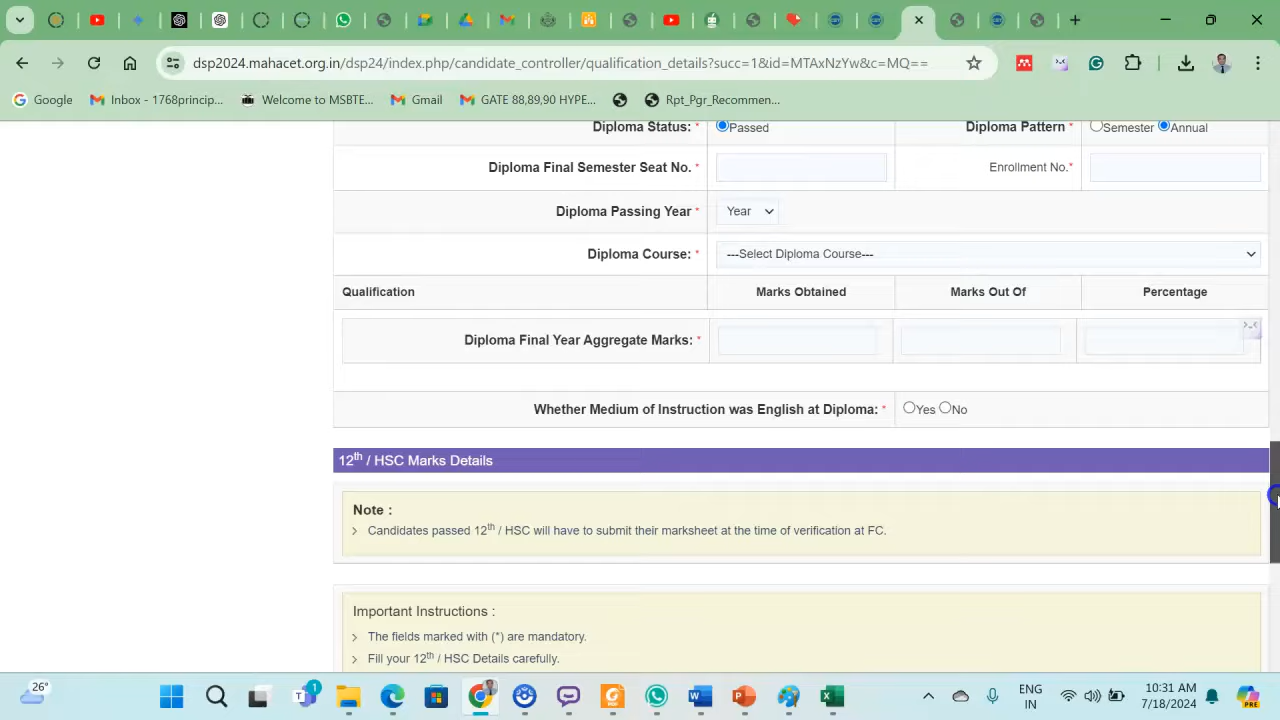 dsp2024.mahacet.org.in/dsp24/index.php/candidate_controller/qualification_details?succ=1&id=MTAxNzYw&c=MQ==
Google
Inbox - 1768princip...
Welcome to MSBTE...
Gmail
GATE 88,89,90 HYPE...
Rpt_Pgr_Recommen...
Diploma Status: * Passed Diploma Pattern * Semester Annual
Diploma Final Semester Seat No. * Enrollment No.*
Diploma Passing Year * Year
Diploma Course: * ---Select Diploma Course---
Qualification Marks Obtained Marks Out Of Percentage
Diploma Final Year Aggregate Marks: *
Whether Medium of Instruction was English at Diploma: * Yes No
12th / HSC Marks Details
Note :
Candidates passed 12th / HSC will have to submit their marksheet at the time of verification at FC.
Important Instructions :
The fields marked with (*) are mandatory.
Fill your 12th / HSC Details carefully.
26°
1
ENG
IN
10:31 AM
7/18/2024
PRE